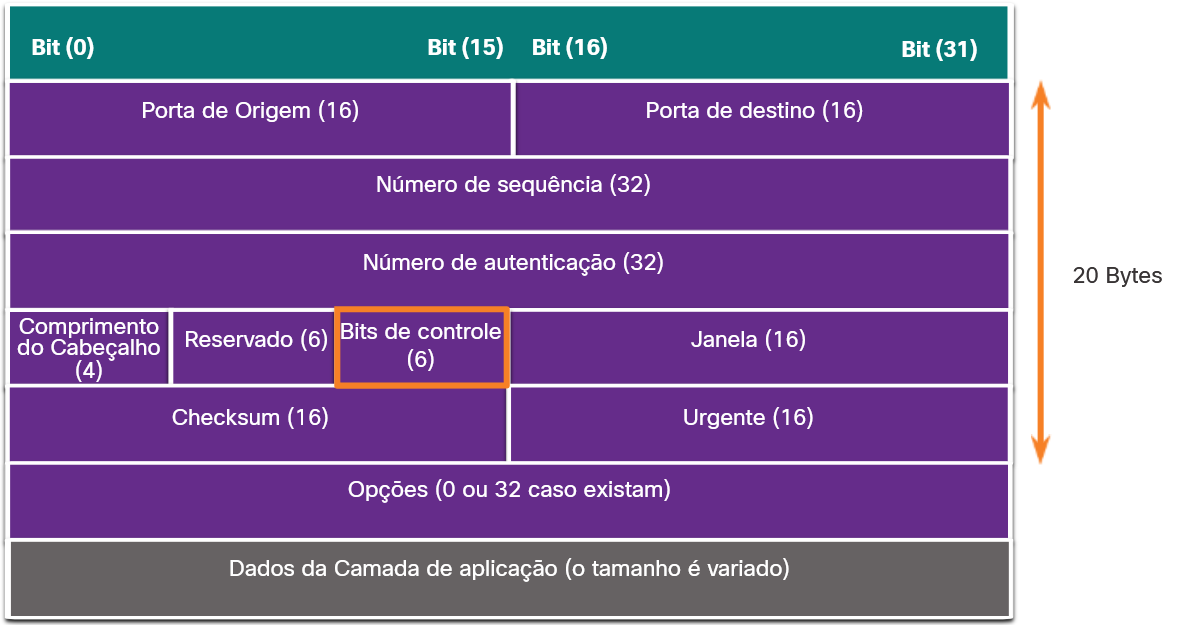 Bit (0) Bit (15) Bit (16) Bit (31)
Porta de Origem (16) Porta de destino (16)
Número de sequência (32)
Número de autenticação (32)
20 Bytes
Comprimento
do Cabeçalho
(4)
Reservado (6)
Bits de controle
(6)
Janela (16)
Checksum (16) Urgente (16)
Opções (0 ou 32 caso existam)
Dados da Camada de aplicação (o tamanho é variado)